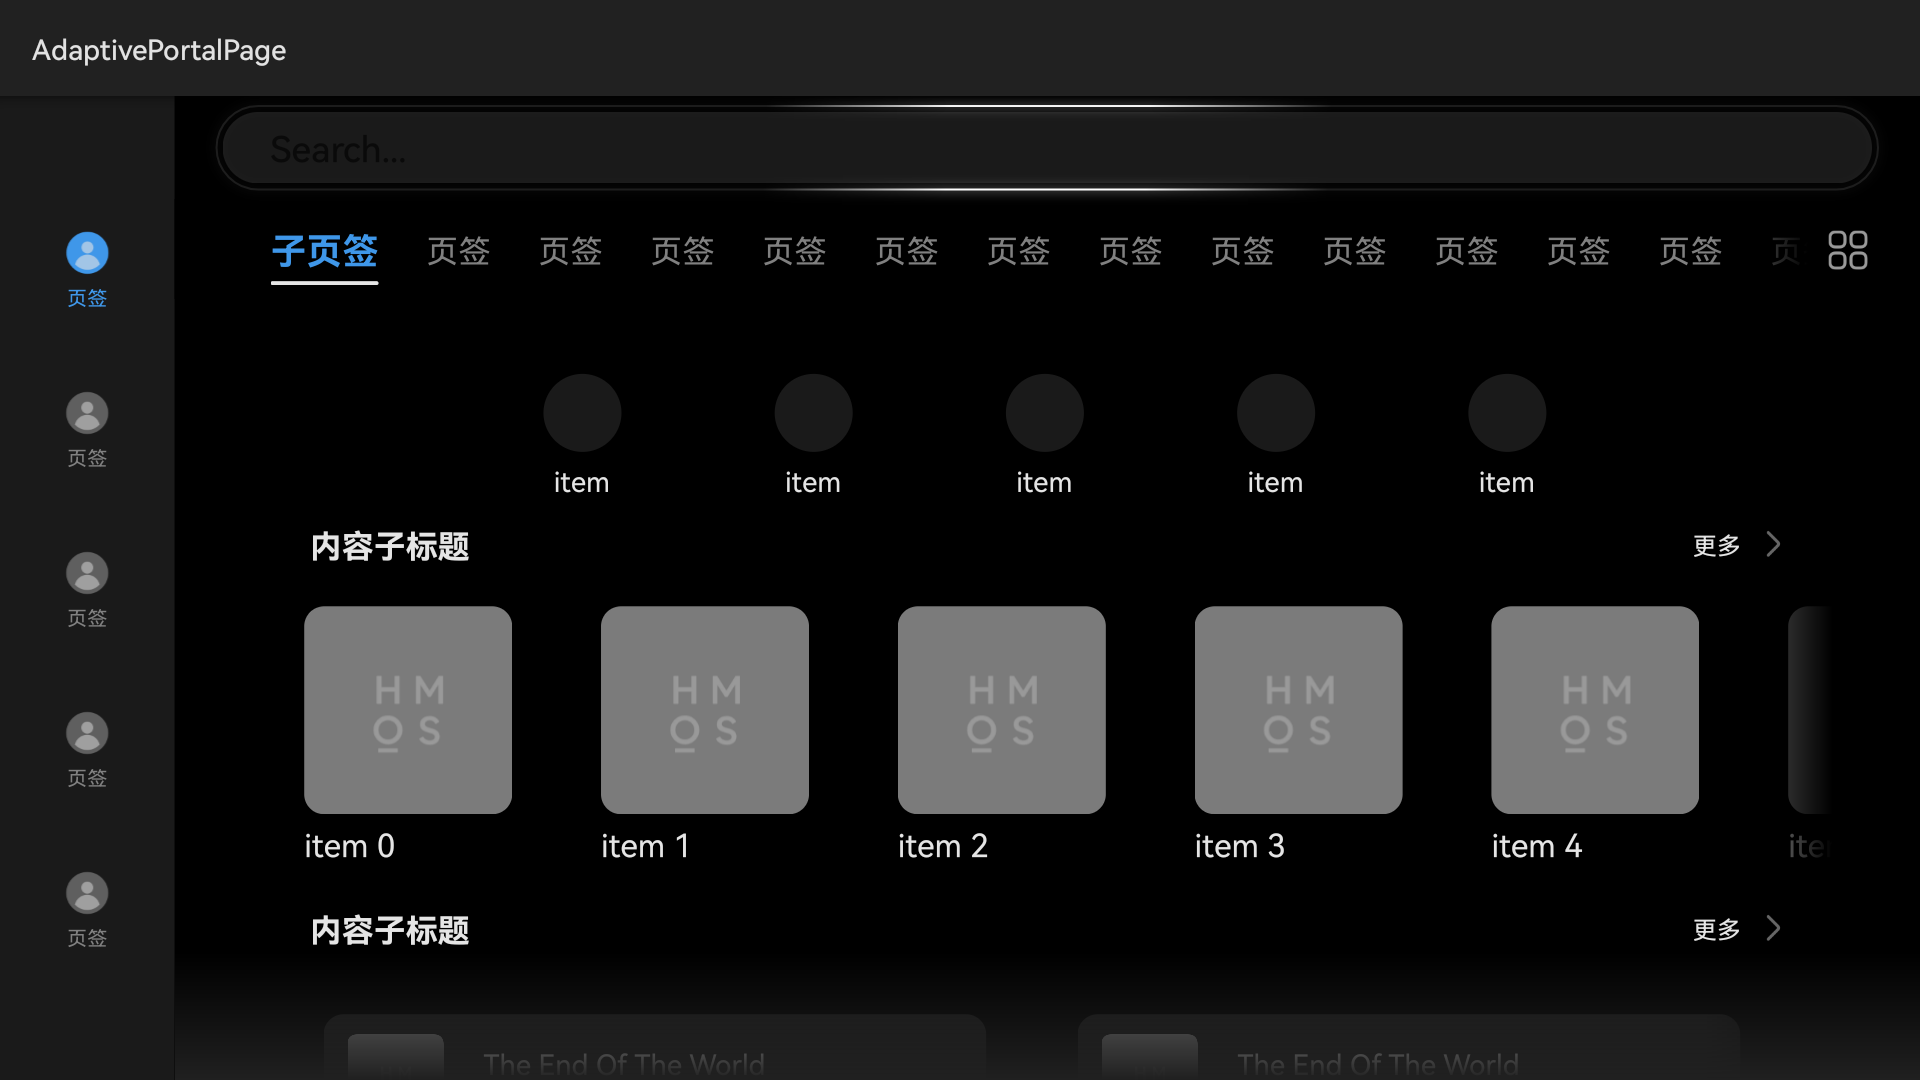 AdaptivePortalPage
Search...
页签
页签
页签
页签
页签
子页签 页签 页签 页签 页签 页签 页签 页签 页签 页签 页签 页签 页签 页
item item item item item
内容子标题 更多
HM HM HM HM HM
OS OS OS OS OS
item 0 item 1 item 2 item 3 item 4 ite
内容子标题 更多
The End Of The World The End Of The World